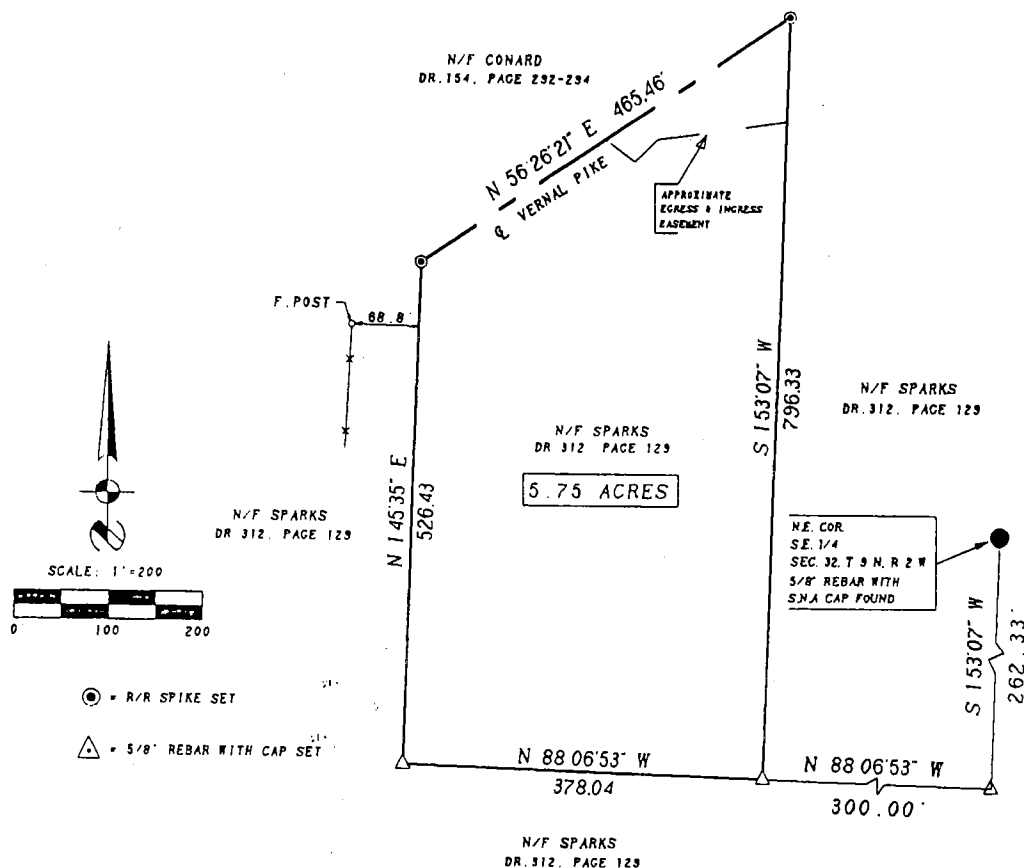 N/F CONARD
DR.154, PAGE 292-294
N 56°26'21" E 465.46'
℄ VERNAL PIKE
APPROXIMATE
EGRESS & INGRESS
EASEMENT
F.POST
68.8'
N 1°45'35" E
526.43
S 1°53'07" W
796.33
N/F SPARKS
DR.312, PAGE 129
N/F SPARKS
DR 312 PAGE 129
5.75 ACRES
N/F SPARKS
DR 312, PAGE 129
N.E. COR.
S.E. 1/4
SEC. 32, T 9 N, R 2 W
5/8" REBAR WITH
S.N.A CAP FOUND
S 1°53'07" W
262.33'
SCALE: 1"=200
0 100 200
= R/R SPIKE SET
= 5/8" REBAR WITH CAP SET
N 88°06'53" W
378.04
N 88°06'53" W
300.00'
N/F SPARKS
DR.312, PAGE 129